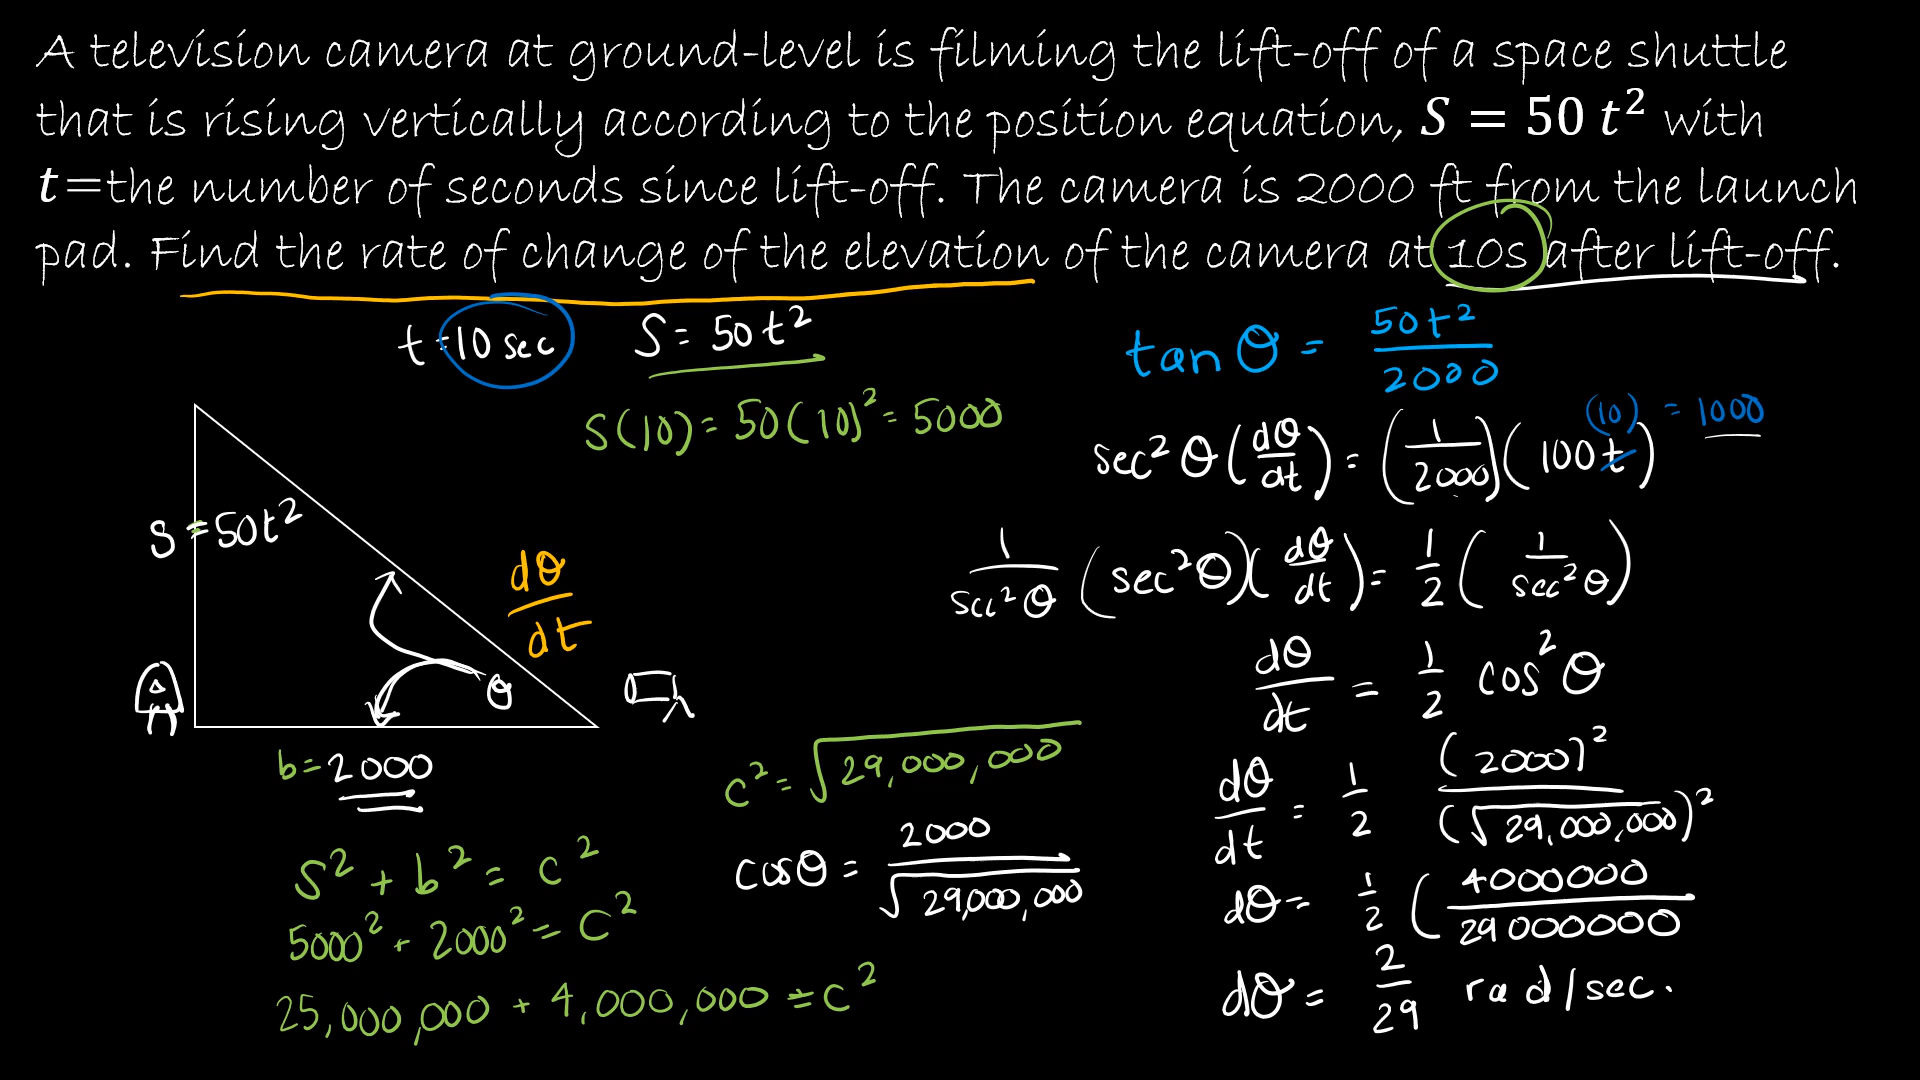 A television camera at ground-level is filming the lift-off of a space shuttle
that is rising vertically according to the position equation, S = 50 t² with
t=the number of seconds since lift-off. The camera is 2000 ft from the launch
pad. Find the rate of change of the elevation of the camera at 10s after lift-off.
t = 10 sec
S = 50t²
S(10) = 50(10)² = 5000
S = 50t²
dθ/dt
θ
b = 2000
S² + b² = c²
5000² + 2000² = c²
25,000,000 + 4,000,000 = c²
c² = √29,000,000
cosθ = 2000/√29,000,000
tan θ = 50t²/2000
(10) = 1000
sec² θ (dθ/dt) = (1/2000)(100t)
1/sec² θ (sec² θ)(dθ/dt) = 1/2 (1/sec² θ)
dθ/dt = 1/2 cos² θ
dθ/dt = 1/2 (2000)²/(√29,000,000)²
dθ = 1/2 (4000000/29000000
dθ = 2/29 rad/sec.